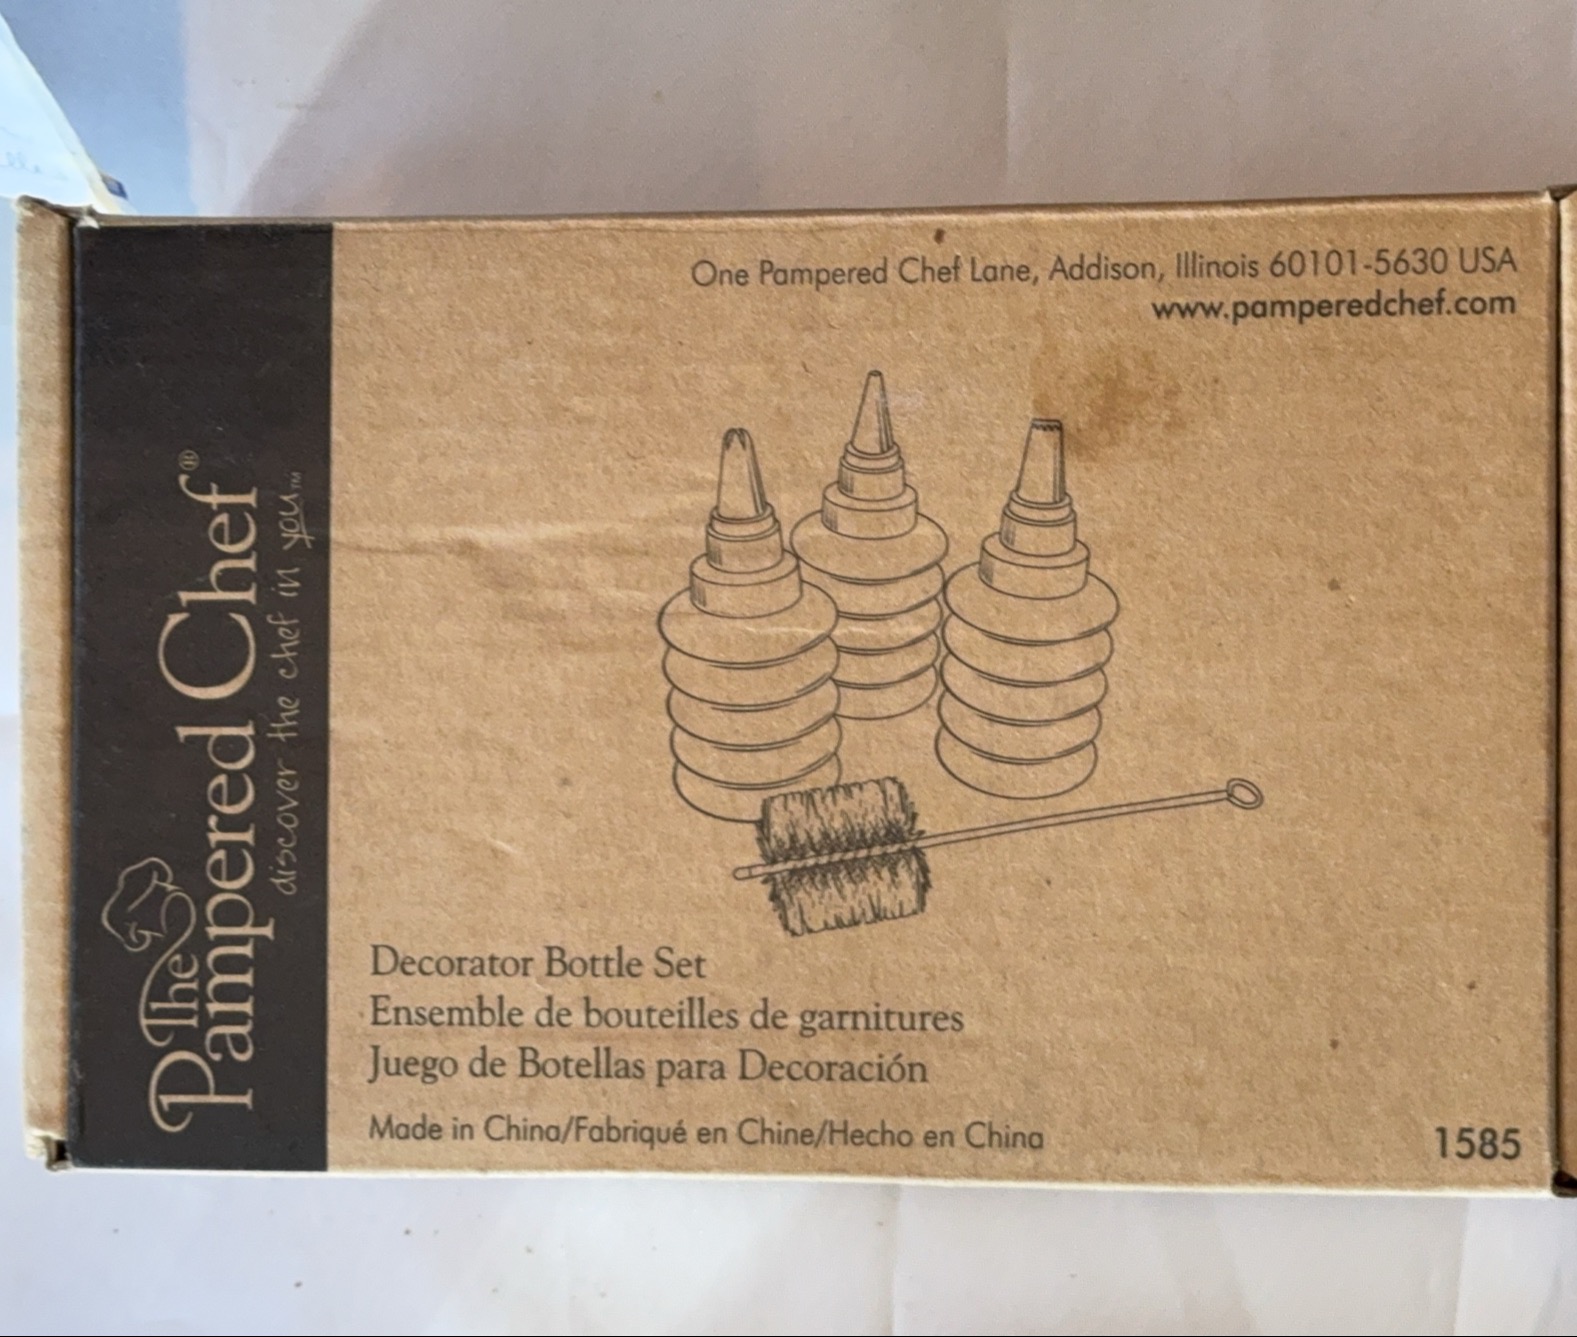 The
Pampered Chef®
discover the chef in you™
One Pampered Chef Lane, Addison, Illinois 60101-5630 USA
www.pamperedchef.com
Decorator Bottle Set
Ensemble de bouteilles de garnitures
Juego de Botellas para Decoración
Made in China/Fabriqué en Chine/Hecho en China
1585